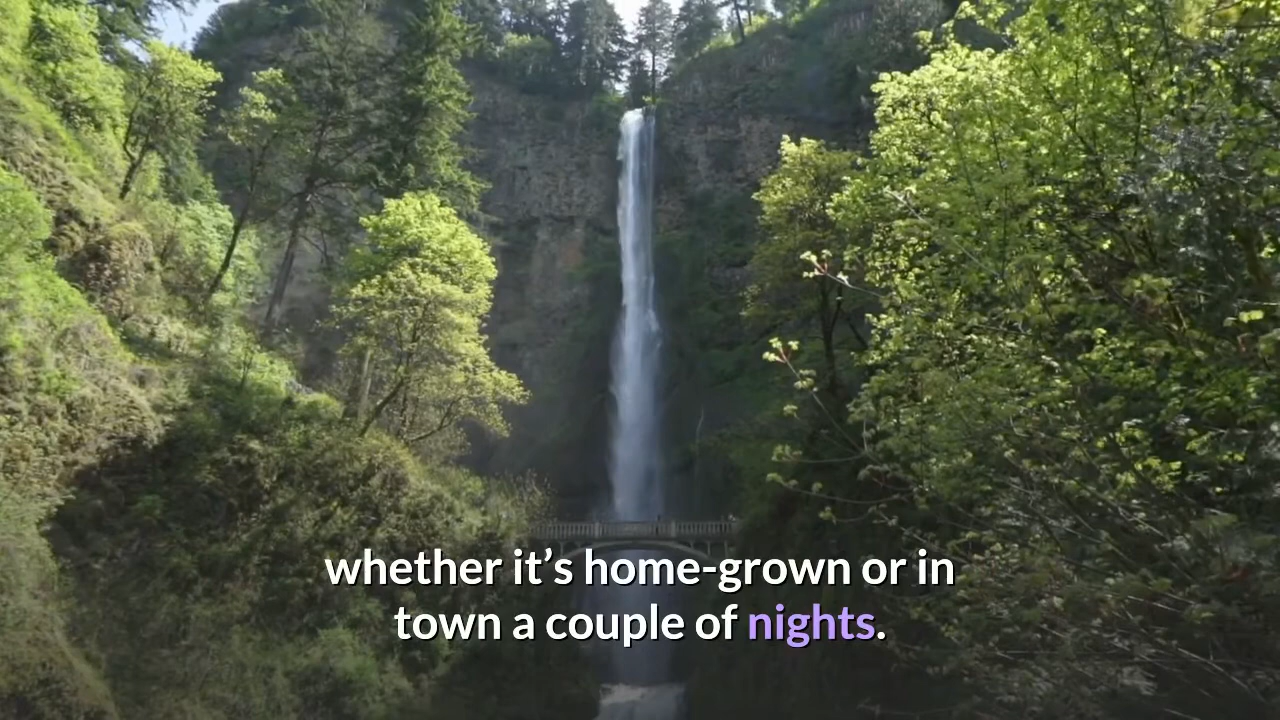 whether it’s home-grown or in
town a couple of nights.